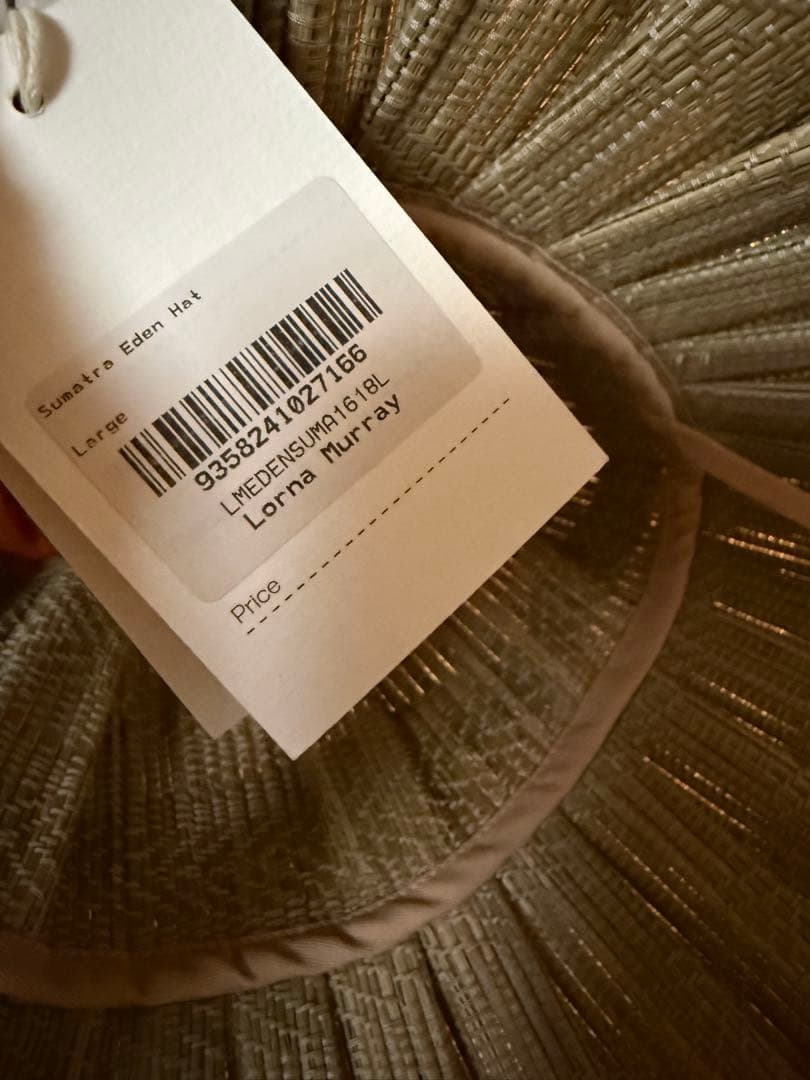 Sumatra Eden Hat
Large
9358241027166
LMEDENSUMA1618L
Lorna Murray
Price